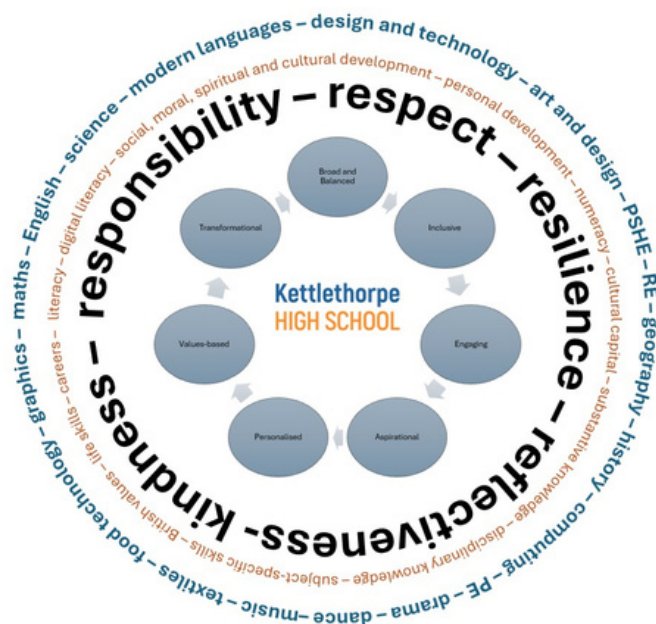 maths – English – science – modern languages – design and technology – art and design – PSHE – RE – geography – history – computing – PE – drama – dance –music– textiles – food technology – graphics –
literacy – digital literacy – social, moral, spiritual and cultural development – personal development – numeracy – cultural capital – substantive knowledge – disciplinary knowledge – subject-specific skills – British values – life skills – careers –
responsibility – respect – resilience – reflectiveness- kindness –
Broad and
Balanced
Inclusive
Engaging
Aspirational
Personalised
Values-based
Transformational
Kettlethorpe
HIGH SCHOOL